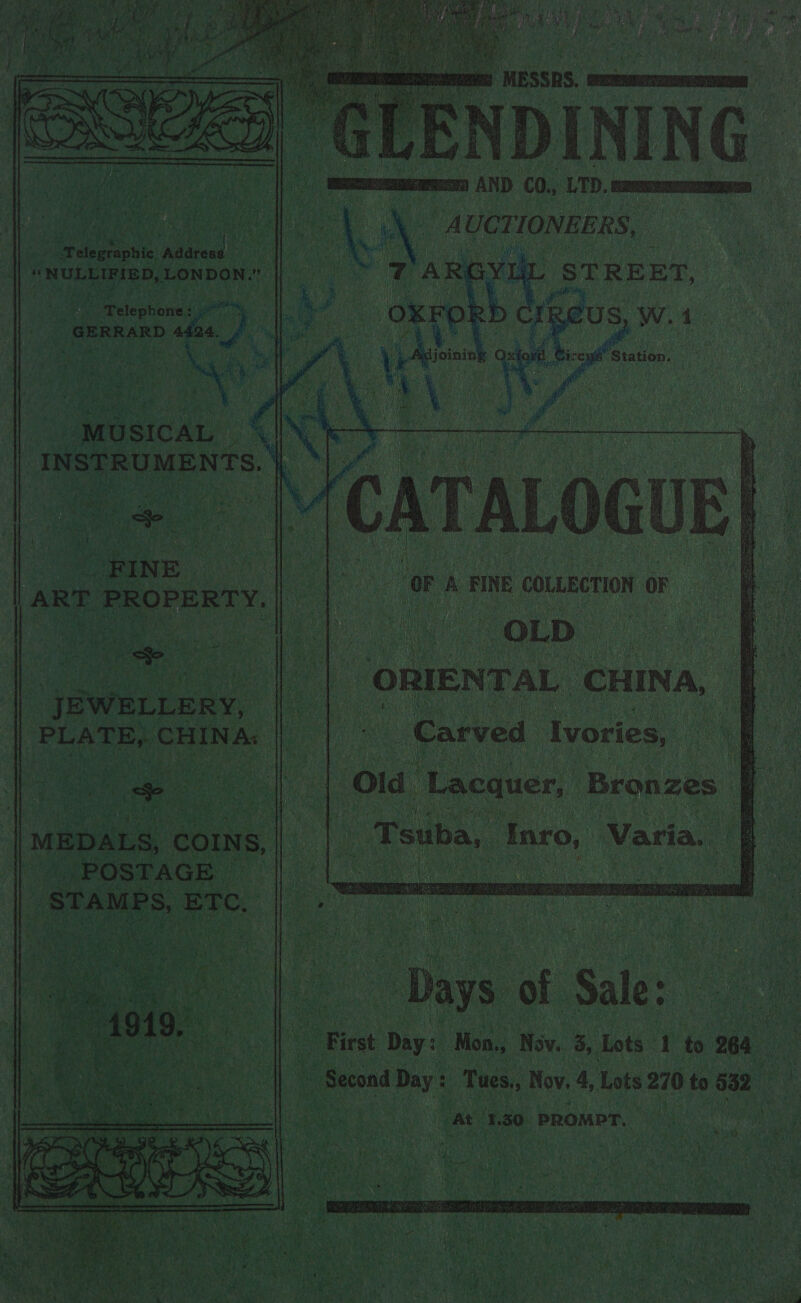 MESSRS.
GLENDINING
AND CO., LTD.
AUCTIONEERS,
7 ARGYLL STREET,
OXFORD CIRCUS, W.1
Adjoining Oxford Circus Station.
Telegraphic Address
"NULLIFIED, LONDON."
Telephone:
GERRARD 4424.
MUSICAL
INSTRUMENTS.
FINE
ART PROPERTY.
JEWELLERY,
PLATE, CHINA:
MEDALS, COINS,
POSTAGE
STAMPS, ETC.
1919.
CATALOGUE
OF A FINE COLLECTION OF
OLD
ORIENTAL CHINA,
Carved Ivories,
Old Lacquer, Bronzes
Tsuba, Inro, Varia.
Days of Sale:
First Day: Mon., Nov. 3, Lots 1 to 264
Second Day: Tues., Nov. 4, Lots 270 to 532
At 1.30 PROMPT.